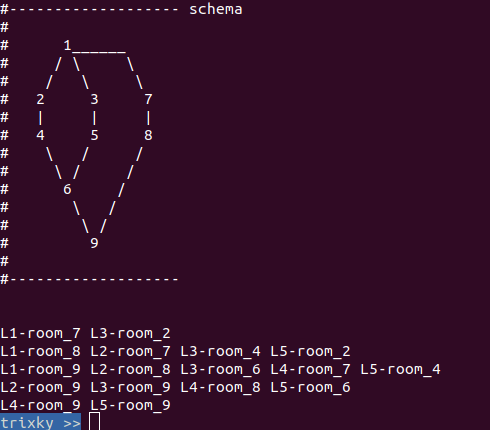 #------------------- schema
#
#      1______
#     / \     \
#    /   \     \
#   2     3     7
#   |     |     |
#   4     5     8
#    \   /     /
#     \ /     /
#      6     /
#       \   /
#        \ /
#         9
#
#-------------------
L1-room_7 L3-room_2
L1-room_8 L2-room_7 L3-room_4 L5-room_2
L1-room_9 L2-room_8 L3-room_6 L4-room_7 L5-room_4
L2-room_9 L3-room_9 L4-room_8 L5-room_6
L4-room_9 L5-room_9
trixky >>